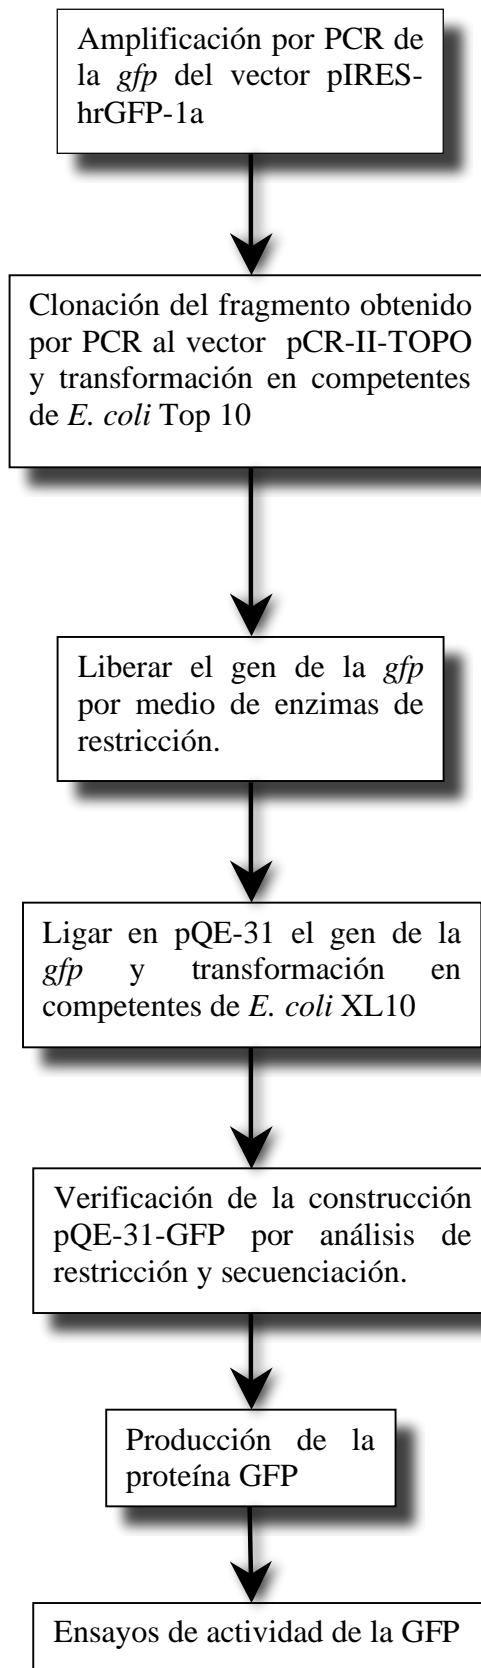 Amplificación por PCR de
la gfp del vector pIRES-
hrGFP-1a
Clonación del fragmento obtenido
por PCR al vector pCR-II-TOPO
y transformación en competentes
de E. coli Top 10
Liberar el gen de la gfp
por medio de enzimas de
restricción.
Ligar en pQE-31 el gen de la
gfp y transformación en
competentes de E. coli XL10
Verificación de la construcción
pQE-31-GFP por análisis de
restricción y secuenciación.
Producción de la
proteína GFP
Ensayos de actividad de la GFP